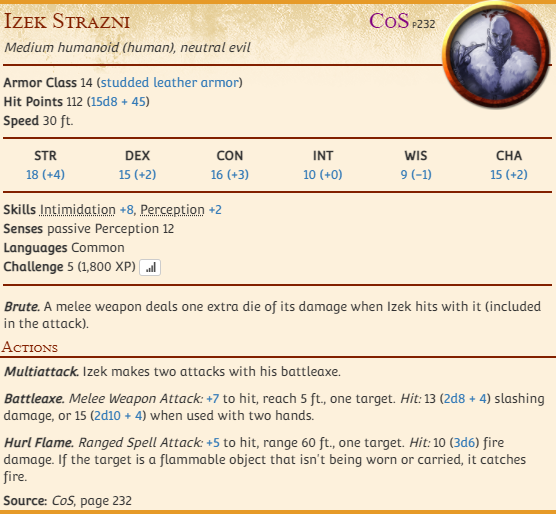 Izek Strazni CoS p232
Medium humanoid (human), neutral evil
Armor Class 14 (studded leather armor)
Hit Points 112 (15d8 + 45)
Speed 30 ft.
STR DEX CON INT WIS CHA
18 (+4) 15 (+2) 16 (+3) 10 (+0) 9 (−1) 15 (+2)
Skills Intimidation +8, Perception +2
Senses passive Perception 12
Languages Common
Challenge 5 (1,800 XP)
Brute. A melee weapon deals one extra die of its damage when Izek hits with it (included
in the attack).
Actions
Multiattack. Izek makes two attacks with his battleaxe.
Battleaxe. Melee Weapon Attack: +7 to hit, reach 5 ft., one target. Hit: 13 (2d8 + 4) slashing
damage, or 15 (2d10 + 4) when used with two hands.
Hurl Flame. Ranged Spell Attack: +5 to hit, range 60 ft., one target. Hit: 10 (3d6) fire
damage. If the target is a flammable object that isn't being worn or carried, it catches
fire.
Source: CoS, page 232